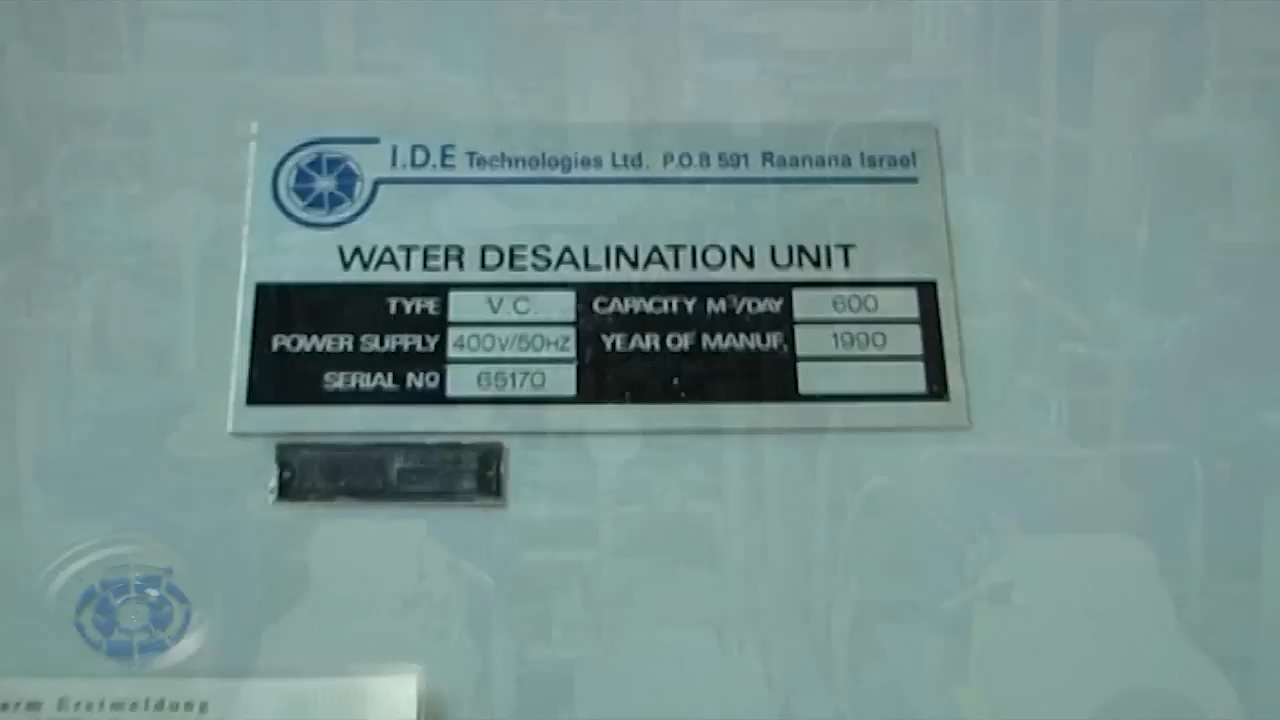 I.D.E Technologies Ltd. P.O.B 591 Raanana Israel
WATER DESALINATION UNIT
TYPE V.C. CAPACITY M³/DAY 600
POWER SUPPLY 400V/50HZ YEAR OF MANUF. 1990
SERIAL NO 65170